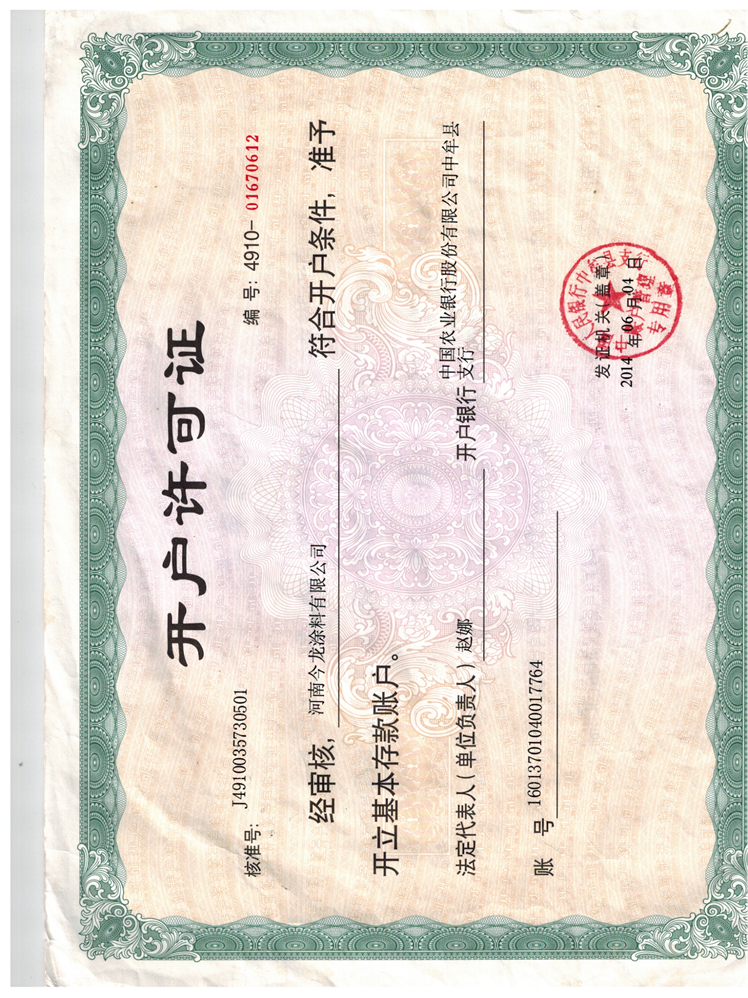 开户许可证
核准号: J4910035730501 编 号: 4910-01670612
经审核, 河南今龙涂料有限公司 符合开户条件, 准予
开立基本存款账户。
法定代表人(单位负责人) 赵娜 开户银行 中国农业银行股份有限公司中牟县
支行
账 号 16013701040017764
发证机关(盖章)
2014年06月04日
专用章